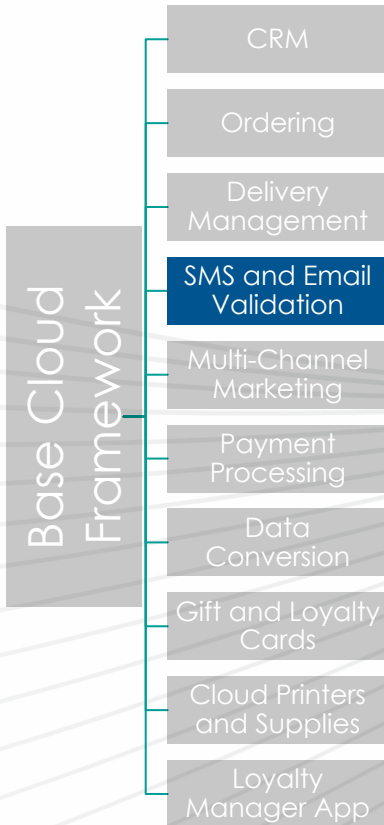 Base Cloud
Framework
CRM
Ordering
Delivery
Management
SMS and Email
Validation
Multi-Channel
Marketing
Payment
Processing
Data
Conversion
Gift and Loyalty
Cards
Cloud Printers
and Supplies
Loyalty
Manager App